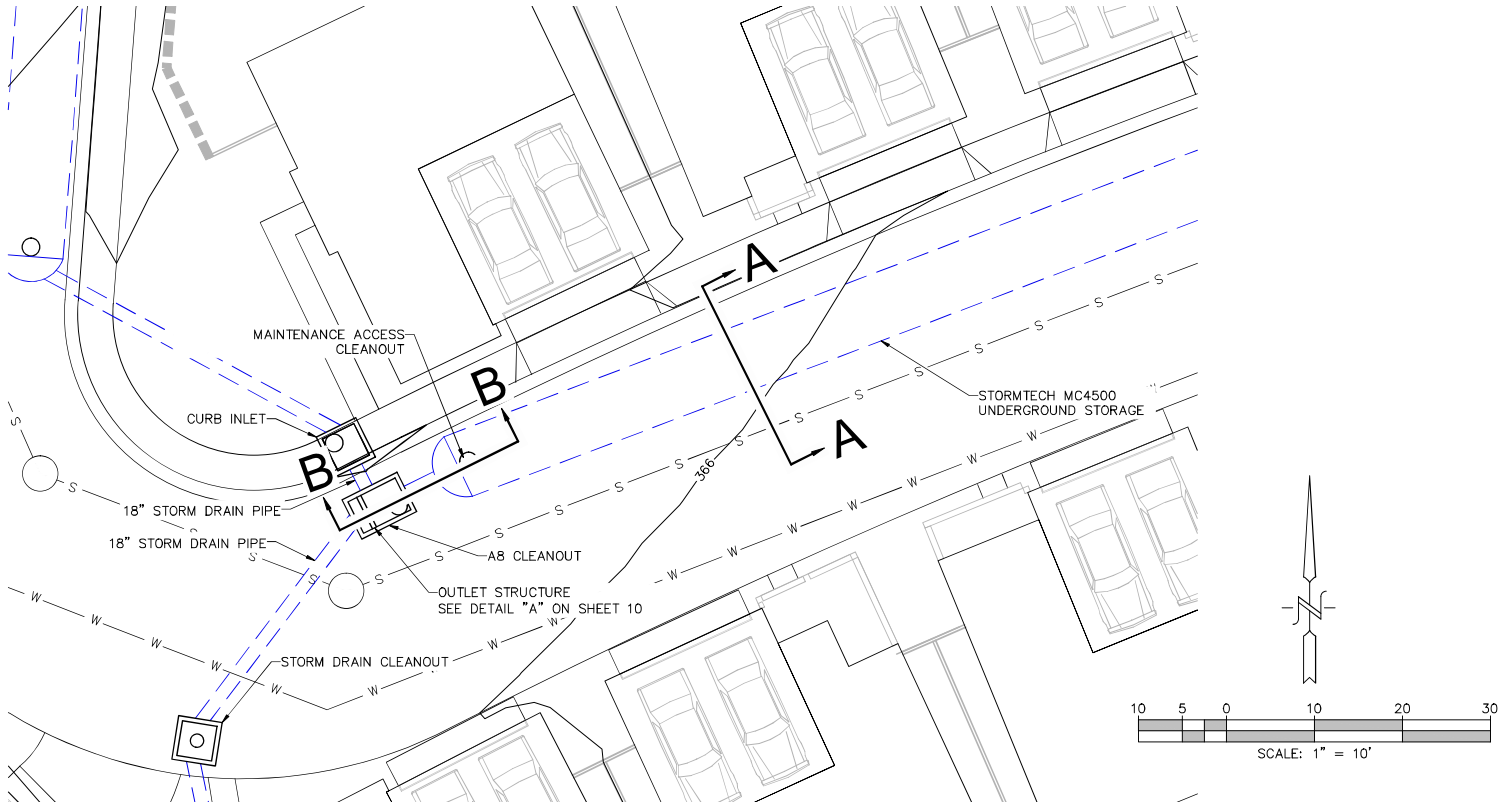 A
MAINTENANCE ACCESS
CLEANOUT
B
STORMTECH MC4500
UNDERGROUND STORAGE
CURB INLET
A
B
366
18" STORM DRAIN PIPE
18" STORM DRAIN PIPE
A8 CLEANOUT
OUTLET STRUCTURE
SEE DETAIL "A" ON SHEET 10
STORM DRAIN CLEANOUT
S S S S S S S S S S S S
S S S S
W W W W W W W
W W W W W W W W W
N
10 5 0 10 20 30
SCALE: 1" = 10'